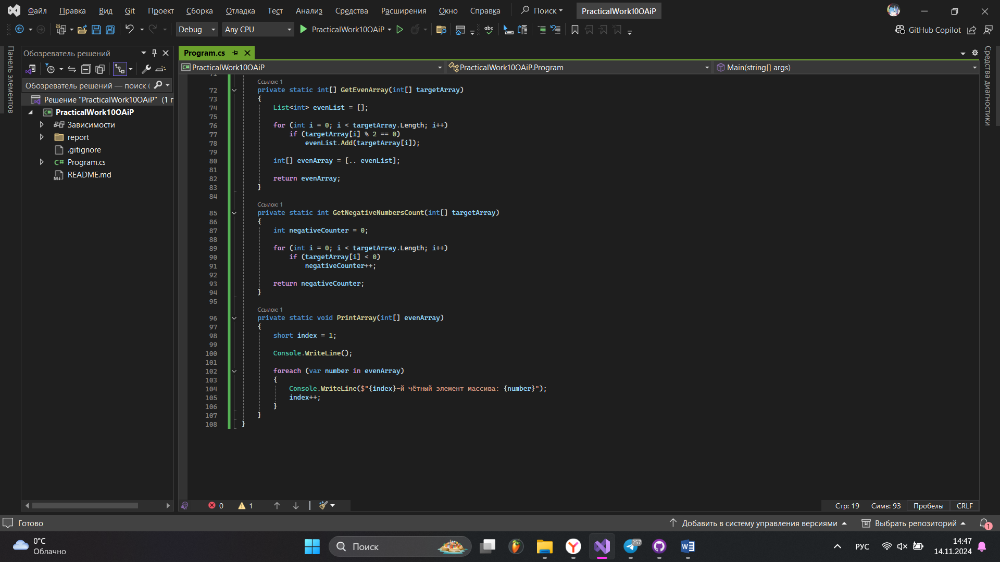 Файл Правка Вид Git Проект Сборка Отладка Тест Анализ Средства Расширения Окно Справка Поиск PracticalWork10OAiP
Debug Any CPU PracticalWork10OAiP GitHub Copilot
Панель элементов
Обозреватель решений
Обозреватель решений — поиск (
Решение "PracticalWork10OAiP" (1 г
PracticalWork10OAiP
Зависимости
report
.gitignore
Program.cs
README.md
Program.cs
PracticalWork10OAiP PracticalWork10OAiP.Program Main(string[] args)
71
Ссылок: 1
72 private static int[] GetEvenArray(int[] targetArray)
73 {
74 List<int> evenList = [];
75
76 for (int i = 0; i < targetArray.Length; i++)
77 if (targetArray[i] % 2 == 0)
78 evenList.Add(targetArray[i]);
79
80 int[] evenArray = [.. evenList];
81
82 return evenArray;
83 }
84
Ссылок: 1
85 private static int GetNegativeNumbersCount(int[] targetArray)
86 {
87 int negativeCounter = 0;
88
89 for (int i = 0; i < targetArray.Length; i++)
90 if (targetArray[i] < 0)
91 negativeCounter++;
92
93 return negativeCounter;
94 }
95
Ссылок: 1
96 private static void PrintArray(int[] evenArray)
97 {
98 short index = 1;
99
100 Console.WriteLine();
101
102 foreach (var number in evenArray)
103 {
104 Console.WriteLine($"{index}-й чётный элемент массива: {number}");
105 index++;
106 }
107 }
108 }
Средства диагностики
0 1 Стр: 19 Симв: 93 Пробелы CRLF
Готово Добавить в систему управления версиями Выбрать репозиторий 1
0°C
Облачно
Поиск
257
РУС
14:47
14.11.2024